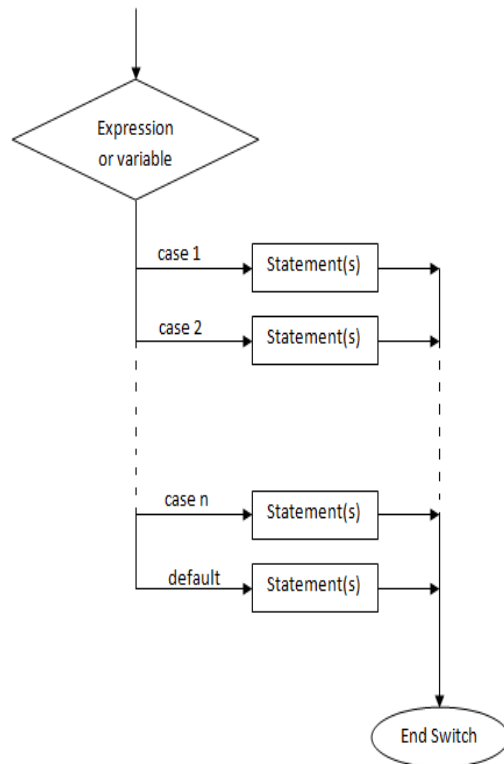 Expression
or variable
case 1
Statement(s)
case 2
Statement(s)
case n
Statement(s)
default
Statement(s)
End Switch